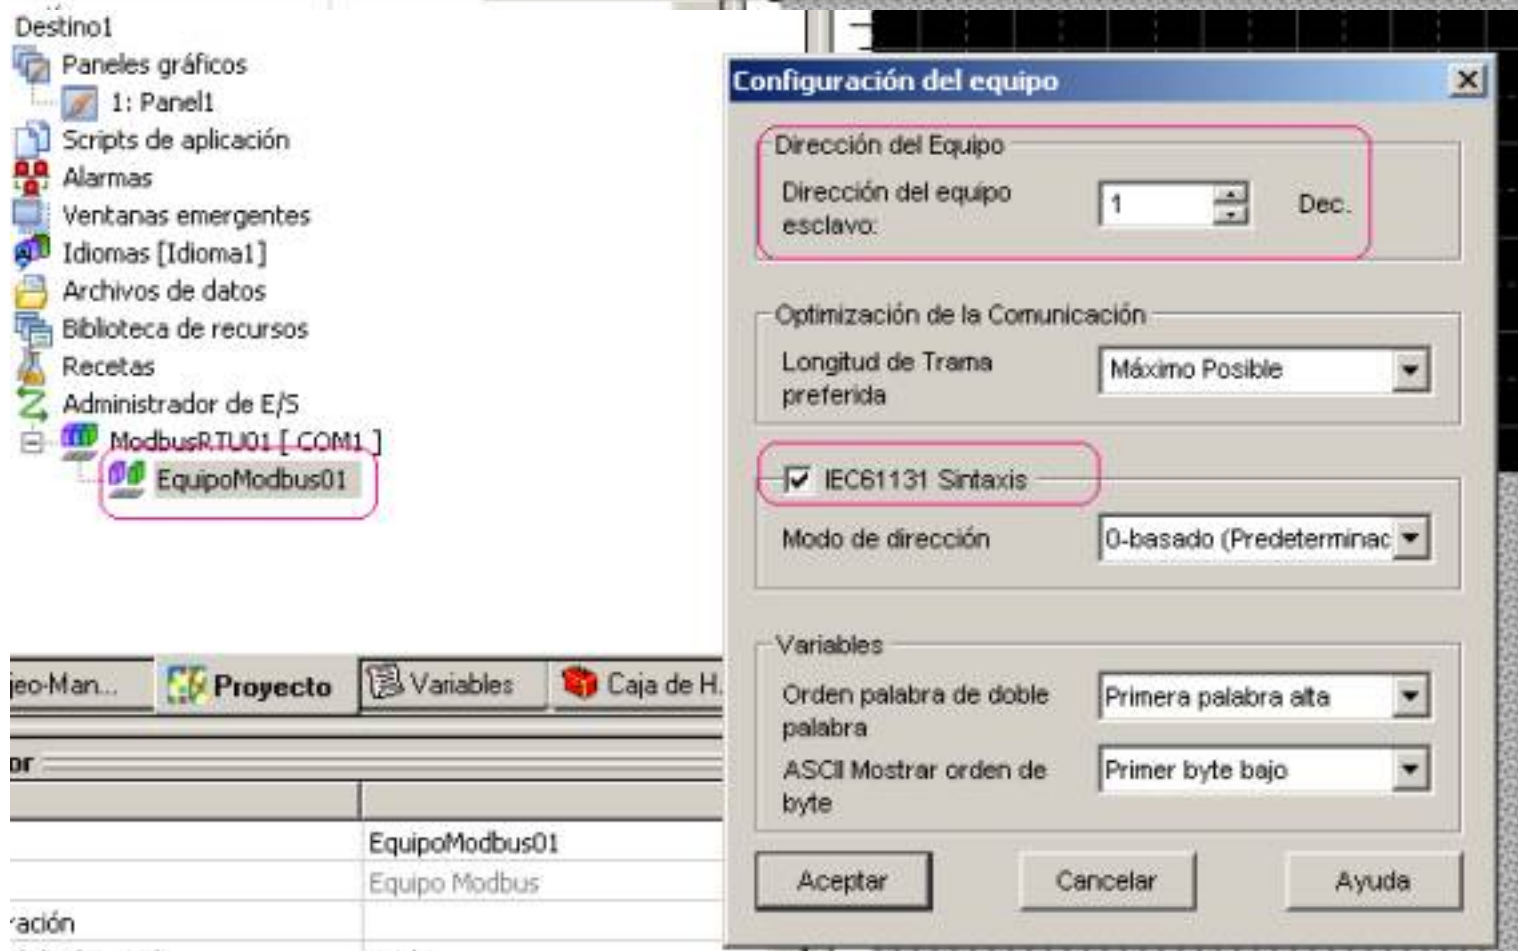 Destino1
Paneles gráficos
1: Panel1
Scripts de aplicación
Alarmas
Ventanas emergentes
Idiomas [Idioma1]
Archivos de datos
Biblioteca de recursos
Recetas
Administrador de E/S
ModbusRTU01 [ COM1 ]
EquipoModbus01
jeo-Man...
Proyecto
Variables
Caja de H.
or
EquipoModbus01
Equipo Modbus
ración
Configuración del equipo
Dirección del Equipo
Dirección del equipo
esclavo:
1
Dec.
Optimización de la Comunicación
Longitud de Trama
preferida
Máximo Posible
IEC61131 Sintaxis
Modo de dirección
0-basado (Predeterminac
Variables
Orden palabra de doble
palabra
Primera palabra alta
ASCII Mostrar orden de
byte
Primer byte bajo
Aceptar
Cancelar
Ayuda